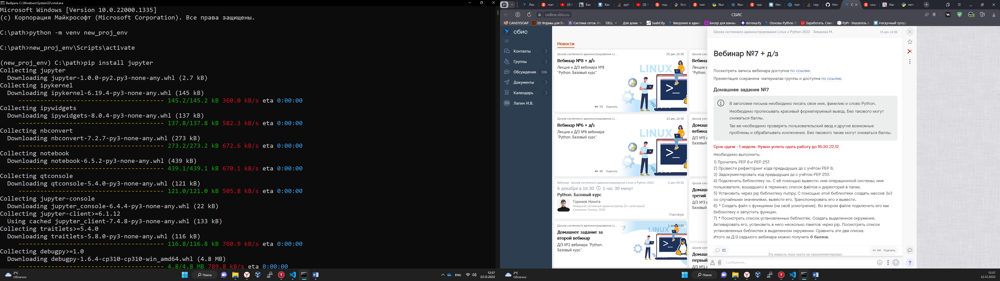 Выбрать C:\Windows\System32\cmd.exe
Microsoft Windows [Version 10.0.22000.1335]
(c) Корпорация Майкрософт (Microsoft Corporation). Все права защищены.
C:\path>python -m venv new_proj_env
C:\path>new_proj_env\Scripts\activate
(new_proj_env) C:\path>pip install jupyter
Collecting jupyter
Downloading jupyter-1.0.0-py2.py3-none-any.whl (2.7 kB)
Collecting ipykernel
Downloading ipykernel-6.19.4-py3-none-any.whl (145 kB)
---------------------------------------- 145.2/145.2 kB 360.0 kB/s eta 0:00:00
Collecting ipywidgets
Downloading ipywidgets-8.0.4-py3-none-any.whl (137 kB)
---------------------------------------- 137.8/137.8 kB 582.3 kB/s eta 0:00:00
Collecting nbconvert
Downloading nbconvert-7.2.7-py3-none-any.whl (273 kB)
---------------------------------------- 273.2/273.2 kB 672.6 kB/s eta 0:00:00
Collecting notebook
Downloading notebook-6.5.2-py3-none-any.whl (439 kB)
---------------------------------------- 439.1/439.1 kB 670.1 kB/s eta 0:00:00
Collecting qtconsole
Downloading qtconsole-5.4.0-py3-none-any.whl (121 kB)
---------------------------------------- 121.0/121.0 kB 505.8 kB/s eta 0:00:00
Collecting jupyter-console
Downloading jupyter_console-6.4.4-py3-none-any.whl (22 kB)
Collecting jupyter-client>=6.1.12
Using cached jupyter_client-7.4.8-py3-none-any.whl (133 kB)
Collecting traitlets>=5.4.0
Downloading traitlets-5.8.0-py3-none-any.whl (116 kB)
---------------------------------------- 116.8/116.8 kB 760.9 kB/s eta 0:00:00
Collecting debugpy>=1.0
Downloading debugpy-1.6.4-cp310-cp310-win_amd64.whl (4.8 MB)
---------------------------------------- 4.8/4.8 MB 789.8 kB/s eta 0:00:00
2°C
Облачно
Поиск
ENG
12:57
22.12.2022
21
online.sbis.ru
СБИС
CANDYSOAP
3D Формы для бо
Система сеток. Ра
DELL
Для дома
SaabCity
Введение в адми
Бисер для ванны
Аптека.Ру
Основы Python. П
Заработать. Спис
PyPI · Указатель п
Нескучный тутор
сбис
Контакты
Группы
Обсуждения 106
Документы
22 Календарь
ЛИ Лапин И.В.
Новости
Школа системного администрирования Li... 20 дек 16:30
Вебинар №8 + д/з
Лекция и Д/З вебинара №8
"Python. Базовый курс"
LINUX
53 Оценить
Школа системного администрирования Li... 13 дек 16:30
Вебинар №6 + д/з
Лекция и Д/З №6 вебинара
"Python. Базовый курс"
LINUX
96 Оценить
Вебинар Школа системного администрирования Linux и Python 2022 6 дек 09:30
6 декабря в 16:30 1 час 30 минут
Python. Базовый курс
Горинов Никита
Младший системный администратор (2+ категории)
Компания Тензор, ООО
Участвую
Школа системного администрирования Li...
Домашнее задание за
второй вебинар
Д/З №2 вебинара "Python.
Базовый курс"
LINUX
Школа системного администрирования Linux и Python 2022 Зевакина М. 15 дек 16:30
Вебинар №7 + д/з
Посмотреть запись вебинара доступна по ссылке.
Презентация сохранена материалах группы и доступна по ссылке.
Домашнее задание №7
В заголовке письма необходимо писать свое имя, фамилию и слово Python.
Необходимо прописывать красивый форматируемый вывод. Без такового могут
снижаться баллы.
Так же необходимо проверять пользовательский ввод и другие возможные
проблемы и обрабатывать исключения. Без такового также могут снижаться баллы.
Срок сдачи - 1 неделя. Нужно успеть сдать работу до 16:30 22.12
Необходимо выполнить:
1) Прочитать PEP 8 и PEP 257.
2) Провести рефакторинг кода предыдущих дз с учётом PEP 8.
3) Задокументировать код предыдущих дз с учётом PEP 257.
4) Подключить библиотеку os. С её помощью вывести: имя операционной системы; имя
пользователя, вошедшего в терминал; список файлов и директорий в папке.
5) Установить через pip библиотеку numpy. С помощью этой библиотеки создать массив 3x3
со случайными значениями, вывести его. Транспонировать его и вывести.
6) * Создать файл с функциями (на своё усмотрение). Во втором файле подключить его как
библиотеку и запустить функции.
7) * Посмотреть список установленных библиотек. Создать выделенное окружение.
Активировать его, установить в него несколько пакетов через pip. Посмотреть список
установленных библиотек в выделенном окружении. Сравнить эти два списка.
Итого за Д/З седьмого вебинара можно получить 6 баллов.
64 Оценить
Эту новость пока никто не прокомментировал
Сообщение...
2°C
Облачно
Поиск
12:57
22.12.2022